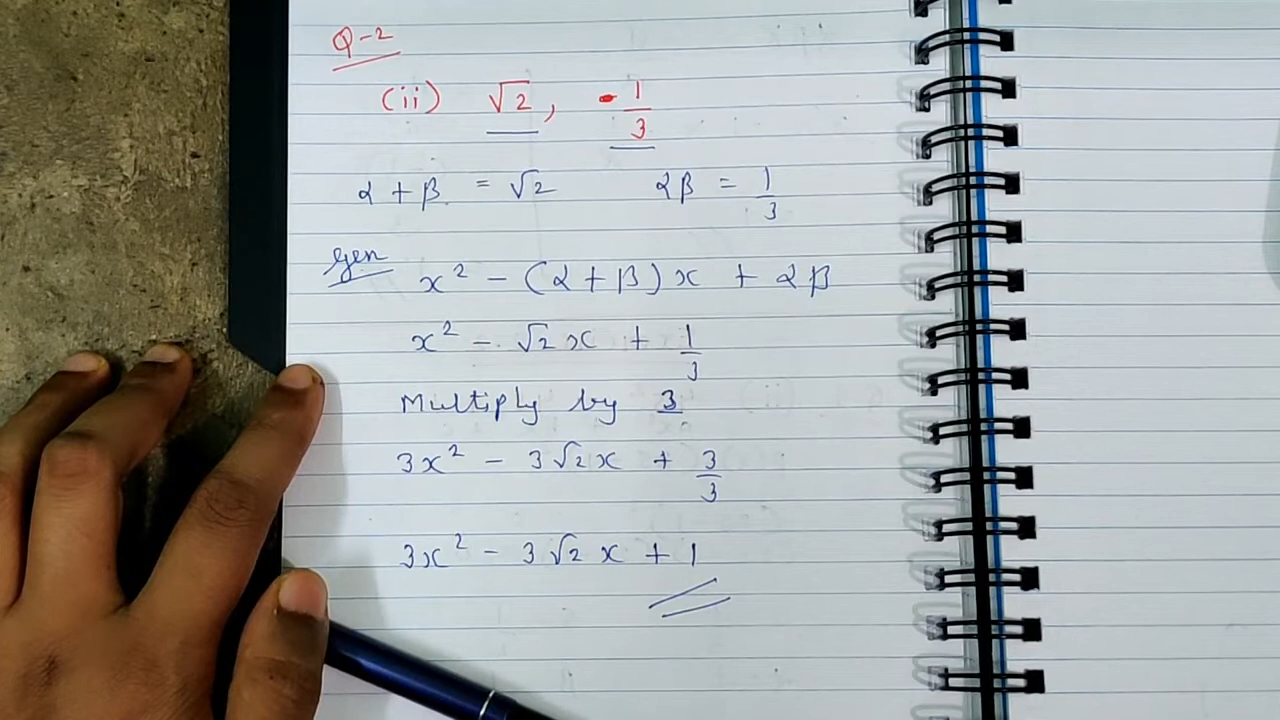 Q-2
(ii) √2, -1/3
α + β = √2 αβ = 1/3
Gen x² - (α + β)x + αβ
x² - √2x + 1/3
Multiply by 3
3x² - 3√2x + 3/3
3x² - 3√2x + 1